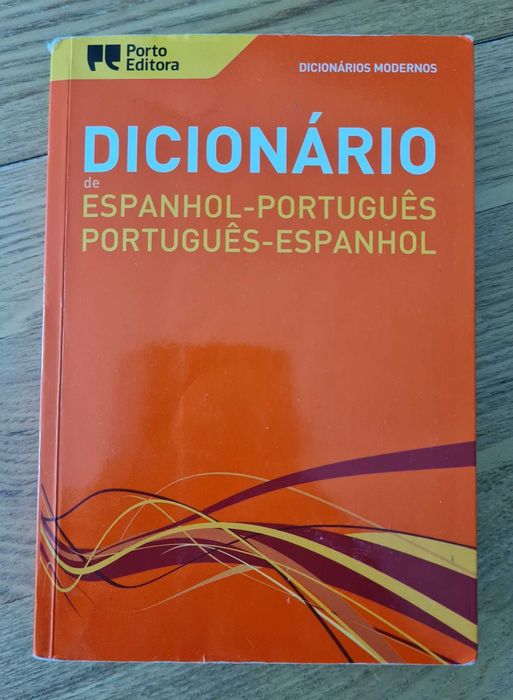 Porto
Editora
DICIONÁRIOS MODERNOS
DICIONÁRIO
de
ESPANHOL-PORTUGUÊS
PORTUGUÊS-ESPANHOL